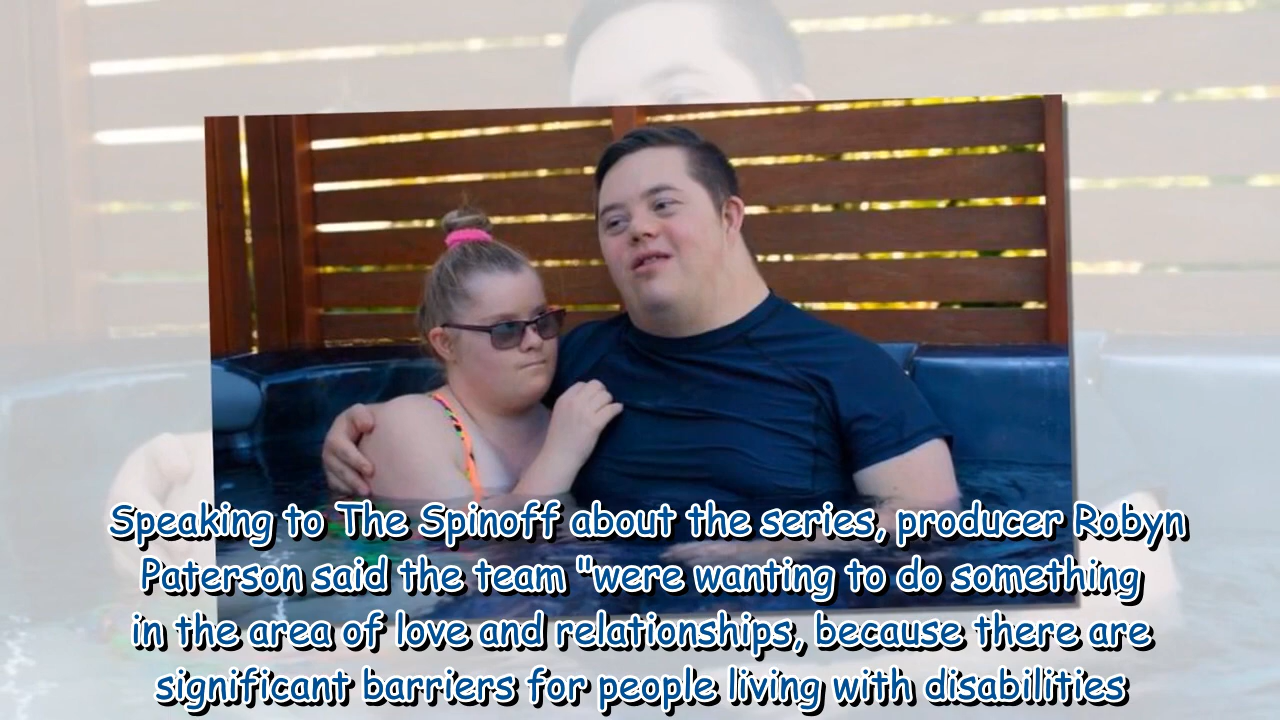 Speaking to The Spinoff about the series, producer Robyn
Paterson said the team "were wanting to do something
in the area of love and relationships, because there are
significant barriers for people living with disabilities